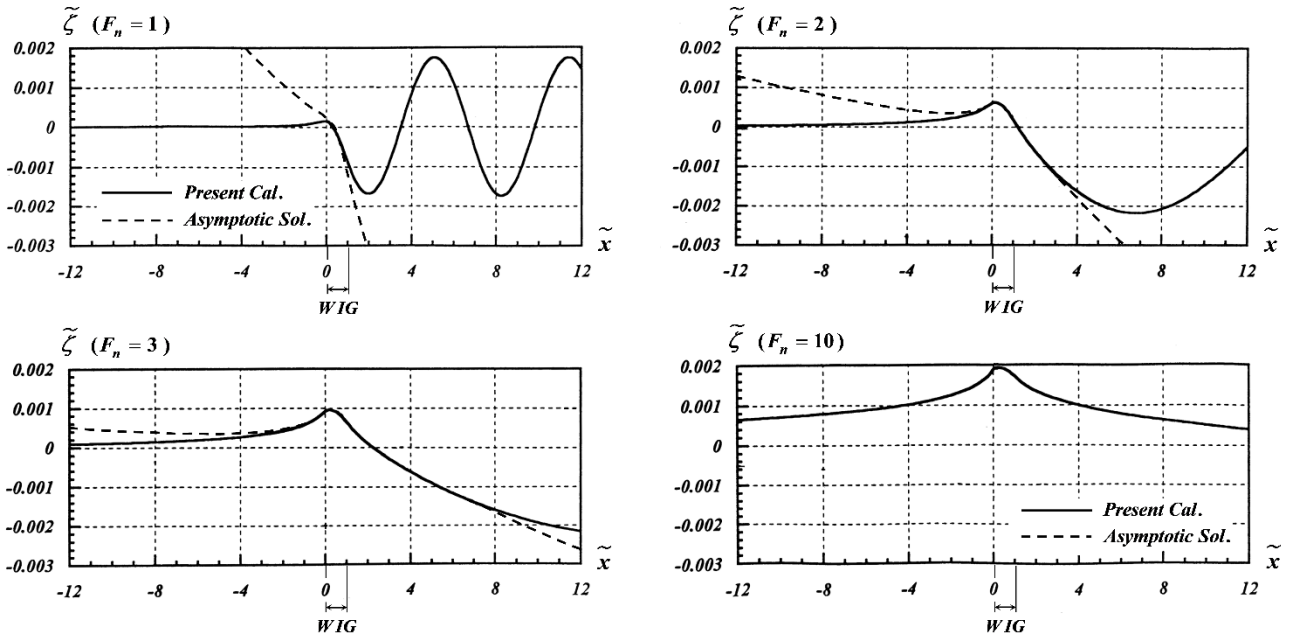 ζ̃ (Fₙ = 1)
0.002
0.001
0
-0.001
-0.002
-0.003
Present Cal.
Asymptotic Sol.
x̃
-12 -8 -4 0 4 8 12
WIG
ζ̃ (Fₙ = 2)
0.002
0.001
0
-0.001
-0.002
-0.003
x̃
-12 -8 -4 0 4 8 12
WIG
ζ̃ (Fₙ = 3)
0.002
0.001
0
-0.001
-0.002
-0.003
x̃
-12 -8 -4 0 4 8 12
WIG
ζ̃ (Fₙ = 10)
0.002
0.001
0
-0.001
-0.002
-0.003
Present Cal.
Asymptotic Sol.
x̃
-12 -8 -4 0 4 8 12
WIG